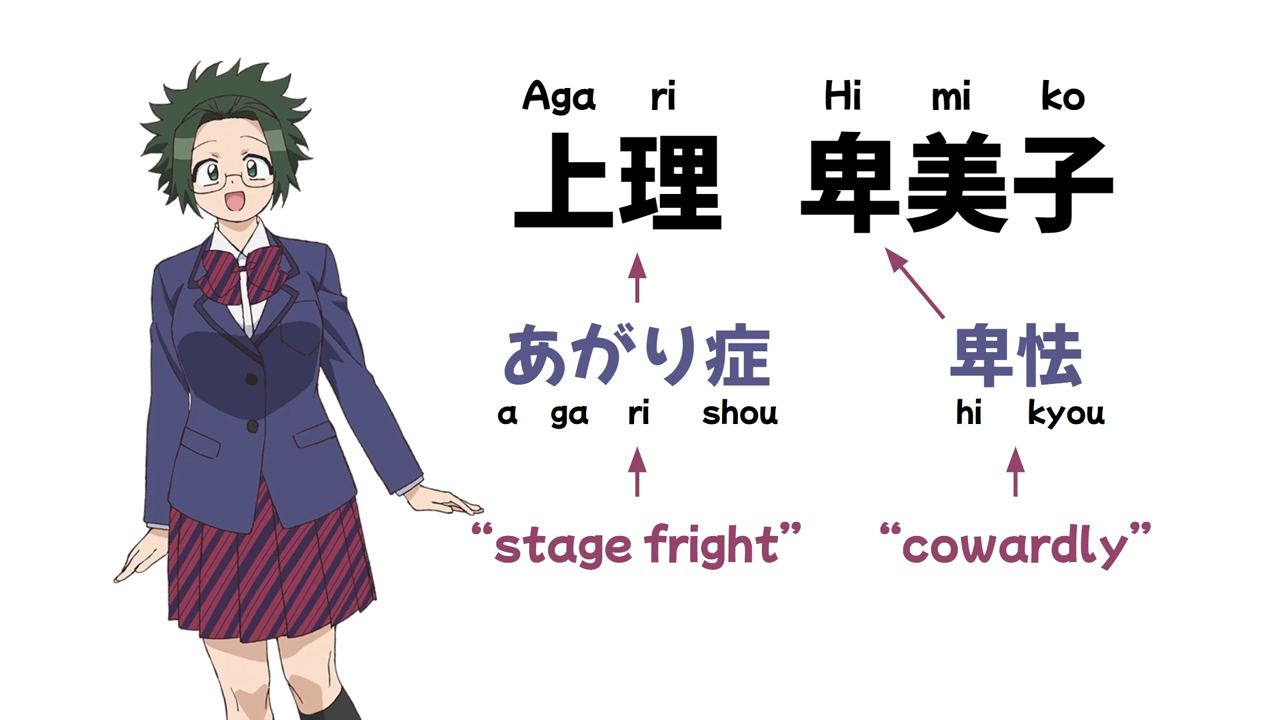 Aga ri Hi mi ko
上理 卑美子
あがり症 卑怯
a ga ri shou hi kyou
“stage fright” “cowardly”